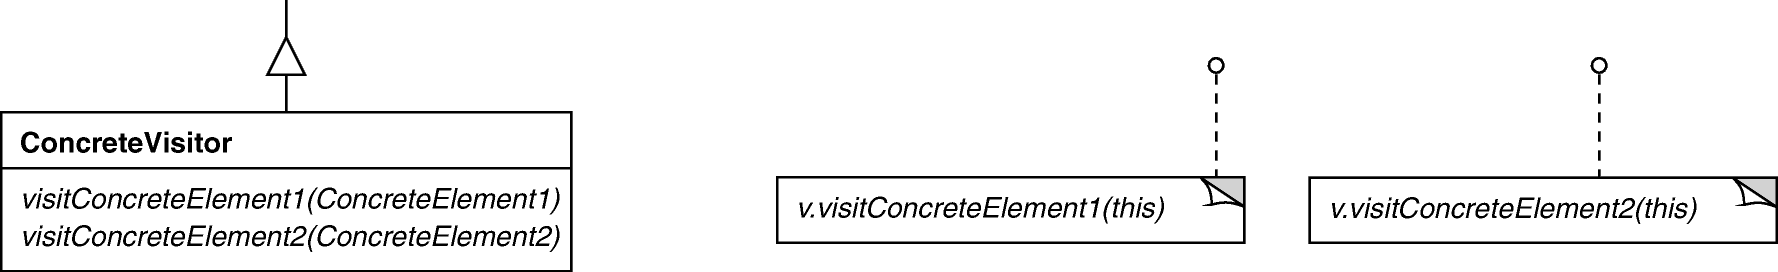 ConcreteVisitor
visitConcreteElement1(ConcreteElement1)
visitConcreteElement2(ConcreteElement2)
v.visitConcreteElement1(this)
v.visitConcreteElement2(this)